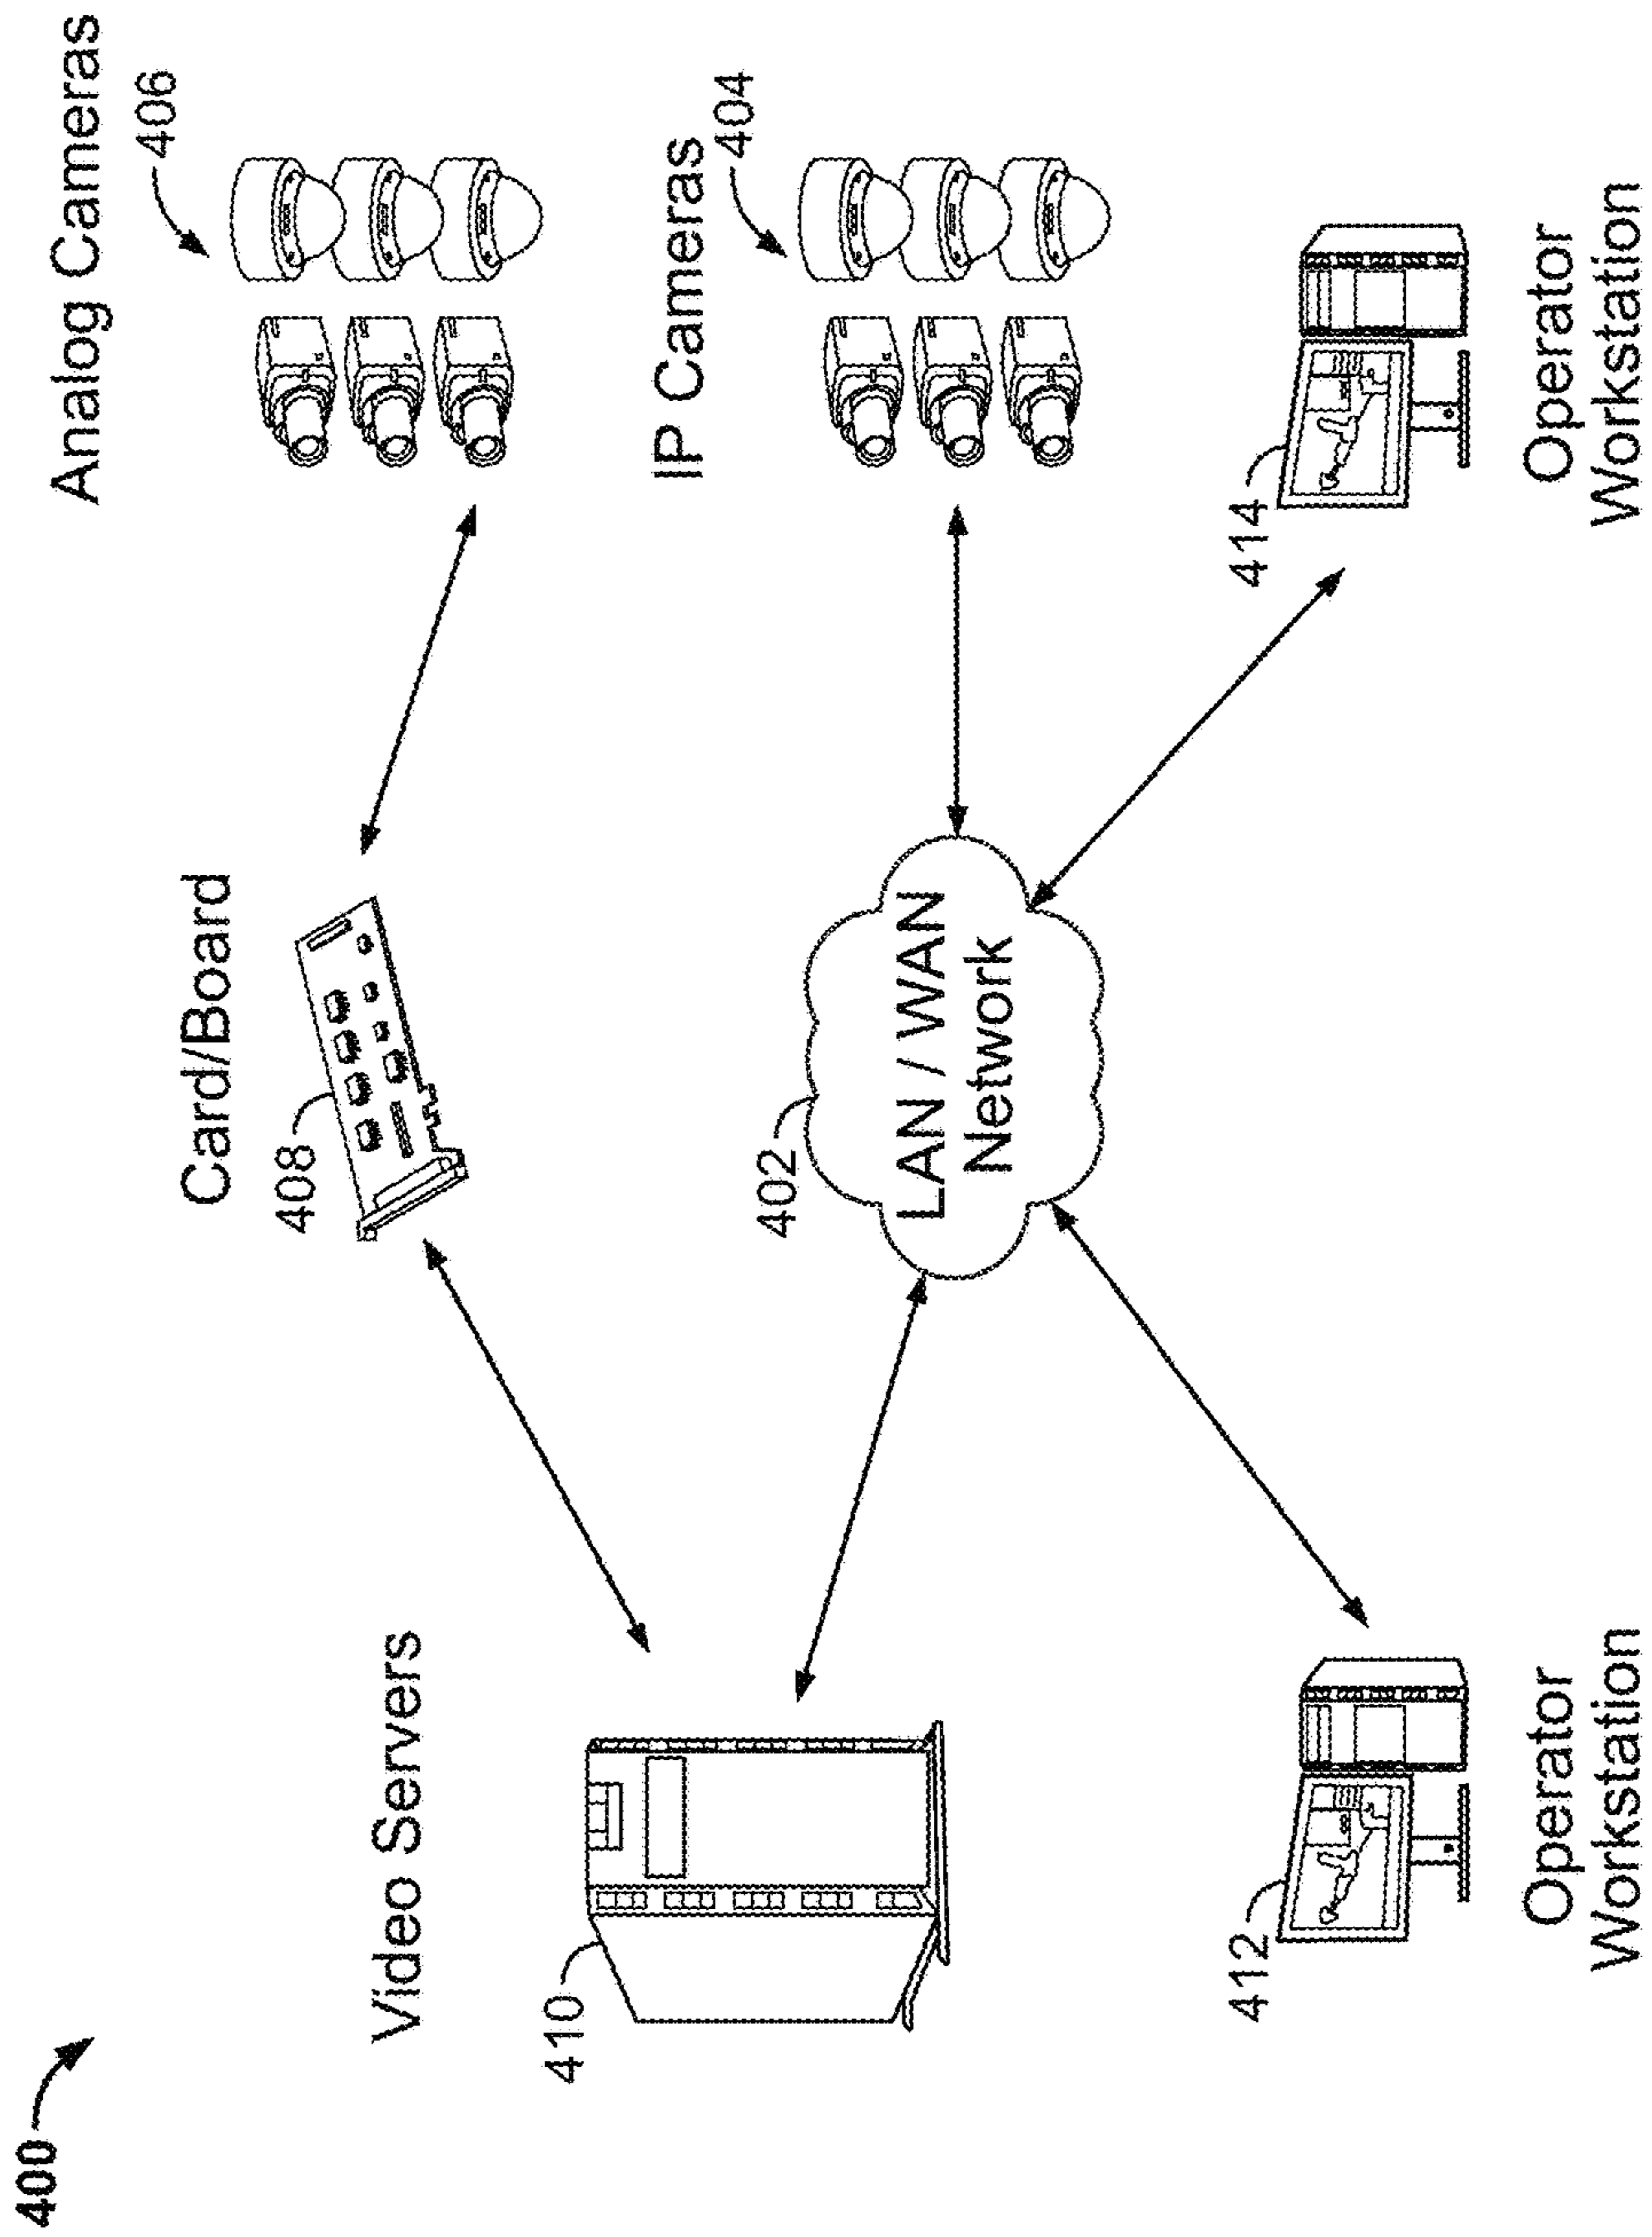 400
Video Servers
410
Card/Board
408
Analog Cameras
406
402
LAN / WAN
Network
IP Cameras
404
412
Operator
Workstation
414
Operator
Workstation